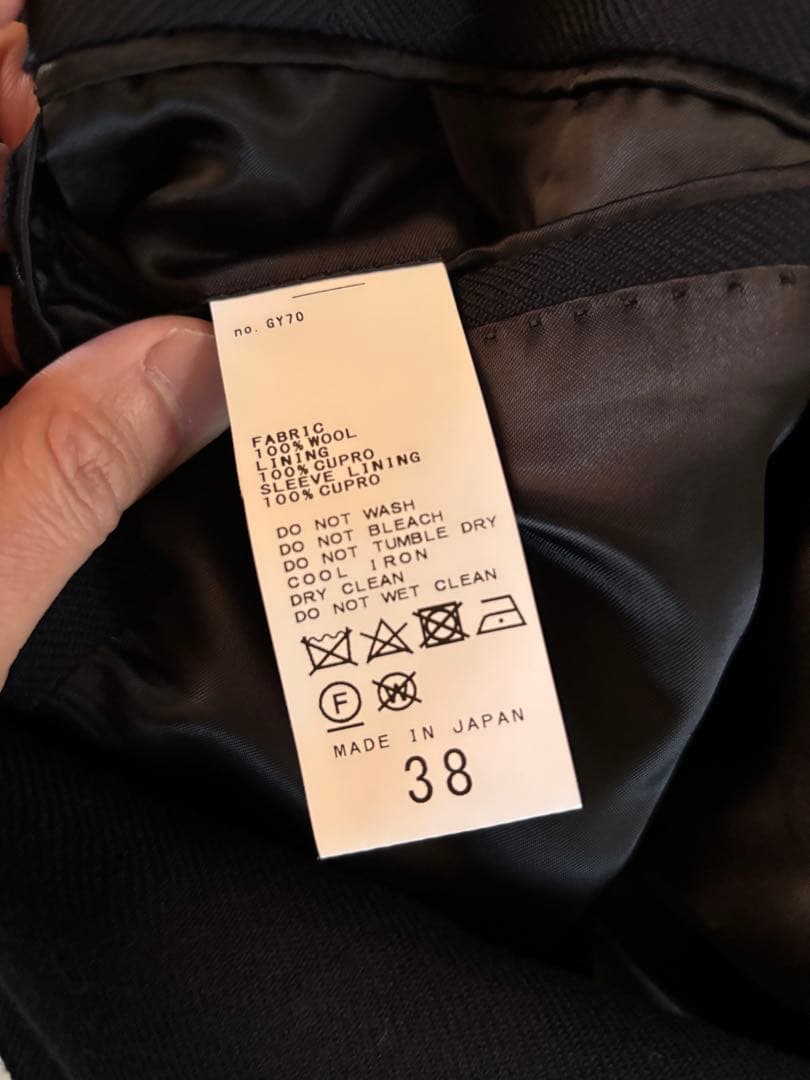 no. GY70
FABRIC
100% WOOL
LINING
100% CUPRO
SLEEVE LINING
100% CUPRO
DO NOT WASH
DO NOT BLEACH
DO NOT TUMBLE DRY
COOL IRON
DRY CLEAN
DO NOT WET CLEAN
F W
MADE IN JAPAN
38